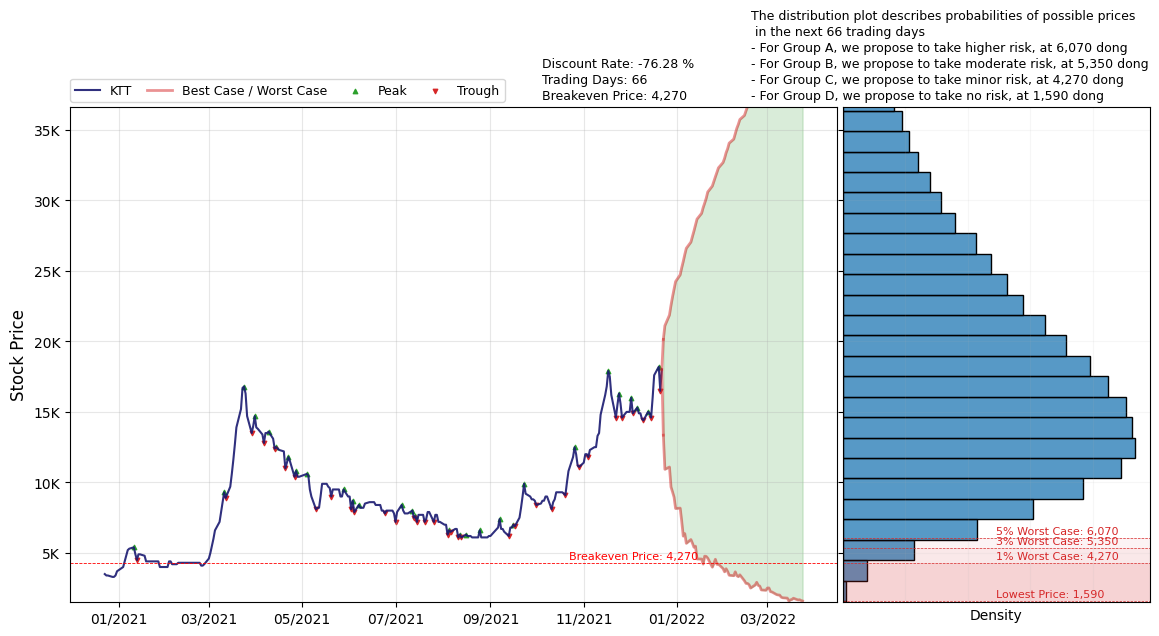 The distribution plot describes probabilities of possible prices
in the next 66 trading days
- For Group A, we propose to take higher risk, at 6,070 dong
- For Group B, we propose to take moderate risk, at 5,350 dong
- For Group C, we propose to take minor risk, at 4,270 dong
- For Group D, we propose to take no risk, at 1,590 dong
Discount Rate: -76.28 %
Trading Days: 66
Breakeven Price: 4,270
KTT
Best Case / Worst Case
Peak
Trough
Stock Price
35K
30K
25K
20K
15K
10K
5K
Breakeven Price: 4,270
01/2021
03/2021
05/2021
07/2021
09/2021
11/2021
01/2022
03/2022
5% Worst Case: 6,070
3% Worst Case: 5,350
1% Worst Case: 4,270
Lowest Price: 1,590
Density